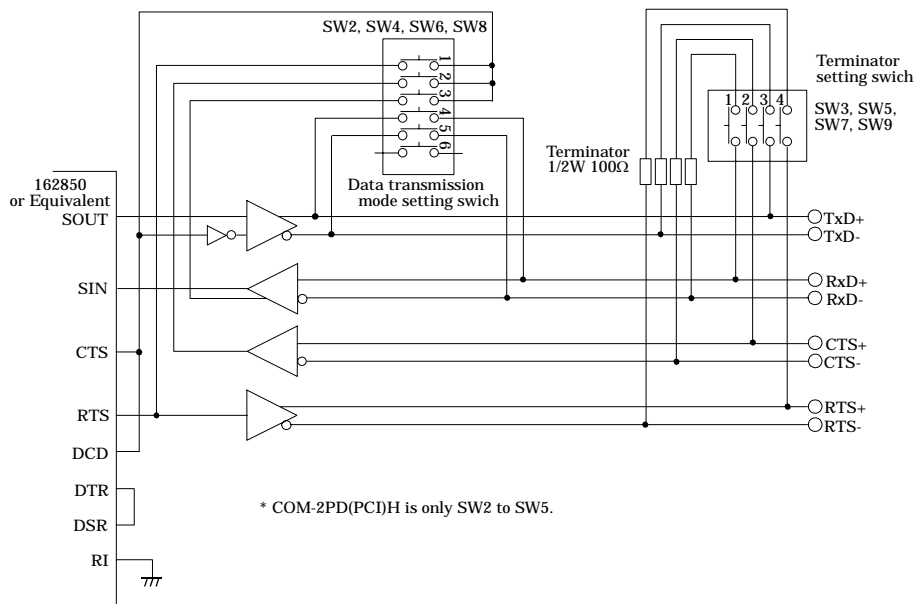 SW2, SW4, SW6, SW8
1
2
3
4
5
6
Data transmission
mode setting swich
Terminator
setting swich
1 2 3 4
SW3, SW5,
SW7, SW9
Terminator
1/2W 100Ω
162850
or Equivalent
SOUT
SIN
CTS
RTS
DCD
DTR
DSR
RI
TxD+
TxD-
RxD+
RxD-
CTS+
CTS-
RTS+
RTS-
* COM-2PD(PCI)H is only SW2 to SW5.